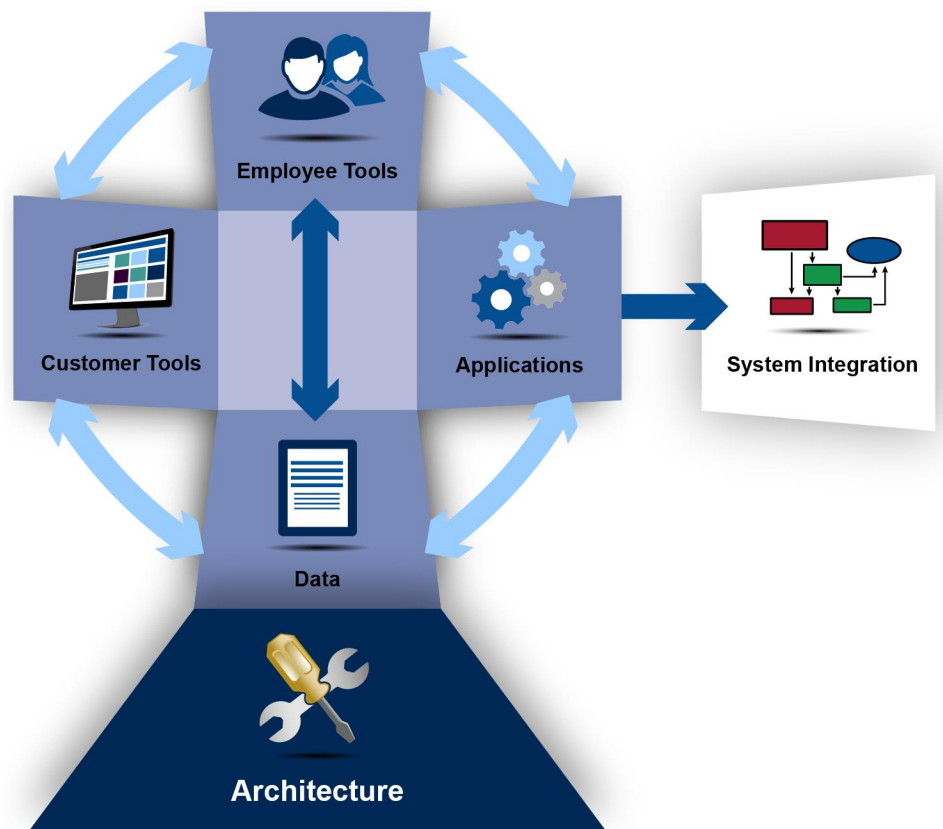 Employee Tools
Customer Tools
Applications
System Integration
Data
Architecture